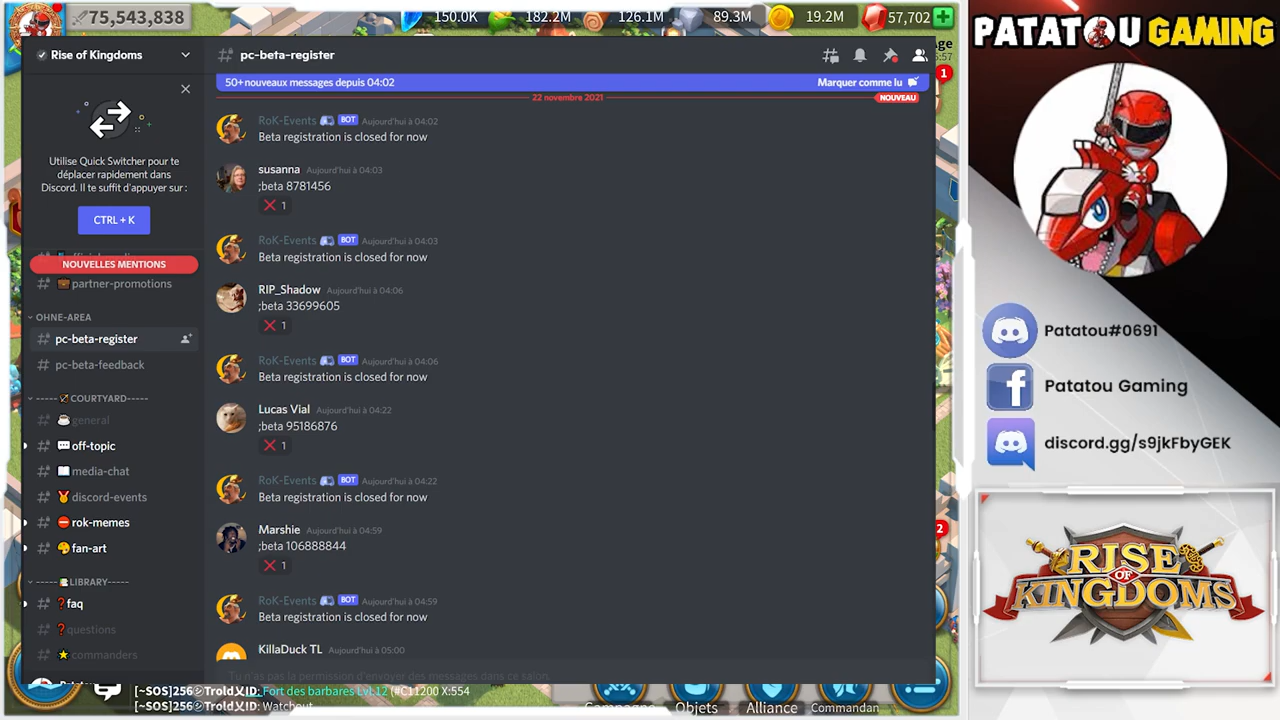 75,543,838
150.0K
182.2M
126.1M
89.3M
19.2M
57,702
PATATOU GAMING
Rise of Kingdoms
pc-beta-register
50+nouveaux messages depuis 04:02
Marquer comme lu
22 novembre 2021
NOUVEAU
Utilise Quick Switcher pour te
déplacer rapidement dans
Discord. Il te suffit d'appuyer sur :
CTRL + K
NOUVELLES MENTIONS
partner-promotions
OHNE-AREA
pc-beta-register
pc-beta-feedback
-----COURTYARD----
general
off-topic
media-chat
discord-events
rok-memes
fan-art
-----LIBRARY-----
faq
questions
commanders
RoK-Events BOT Aujourd'hui à 04:02
Beta registration is closed for now
susanna Aujourd'hui à 04:03
;beta 8781456
1
RoK-Events BOT Aujourd'hui à 04:03
Beta registration is closed for now
RIP_Shadow Aujourd'hui à 04:06
;beta 33699605
1
RoK-Events BOT Aujourd'hui à 04:06
Beta registration is closed for now
Lucas Vial Aujourd'hui à 04:22
;beta 95186876
1
RoK-Events BOT Aujourd'hui à 04:22
Beta registration is closed for now
Marshie Aujourd'hui à 04:59
;beta 106888844
1
RoK-Events BOT Aujourd'hui à 04:59
Beta registration is closed for now
KillaDuck TL Aujourd'hui à 05:00
Tu n'as pas la permission d'envoyer des messages dans ce salon.
[~SOS]256 Trold ID: Fort des barbares LvL12 (#C11200 X:554
[~SOS]256 Trold ID: Watchout
Campagne
Objets
Alliance
Commandan
1
2
Patatou#0691
Patatou Gaming
discord.gg/s9jkFbyGEK
RISE
OF
KINGDOMS